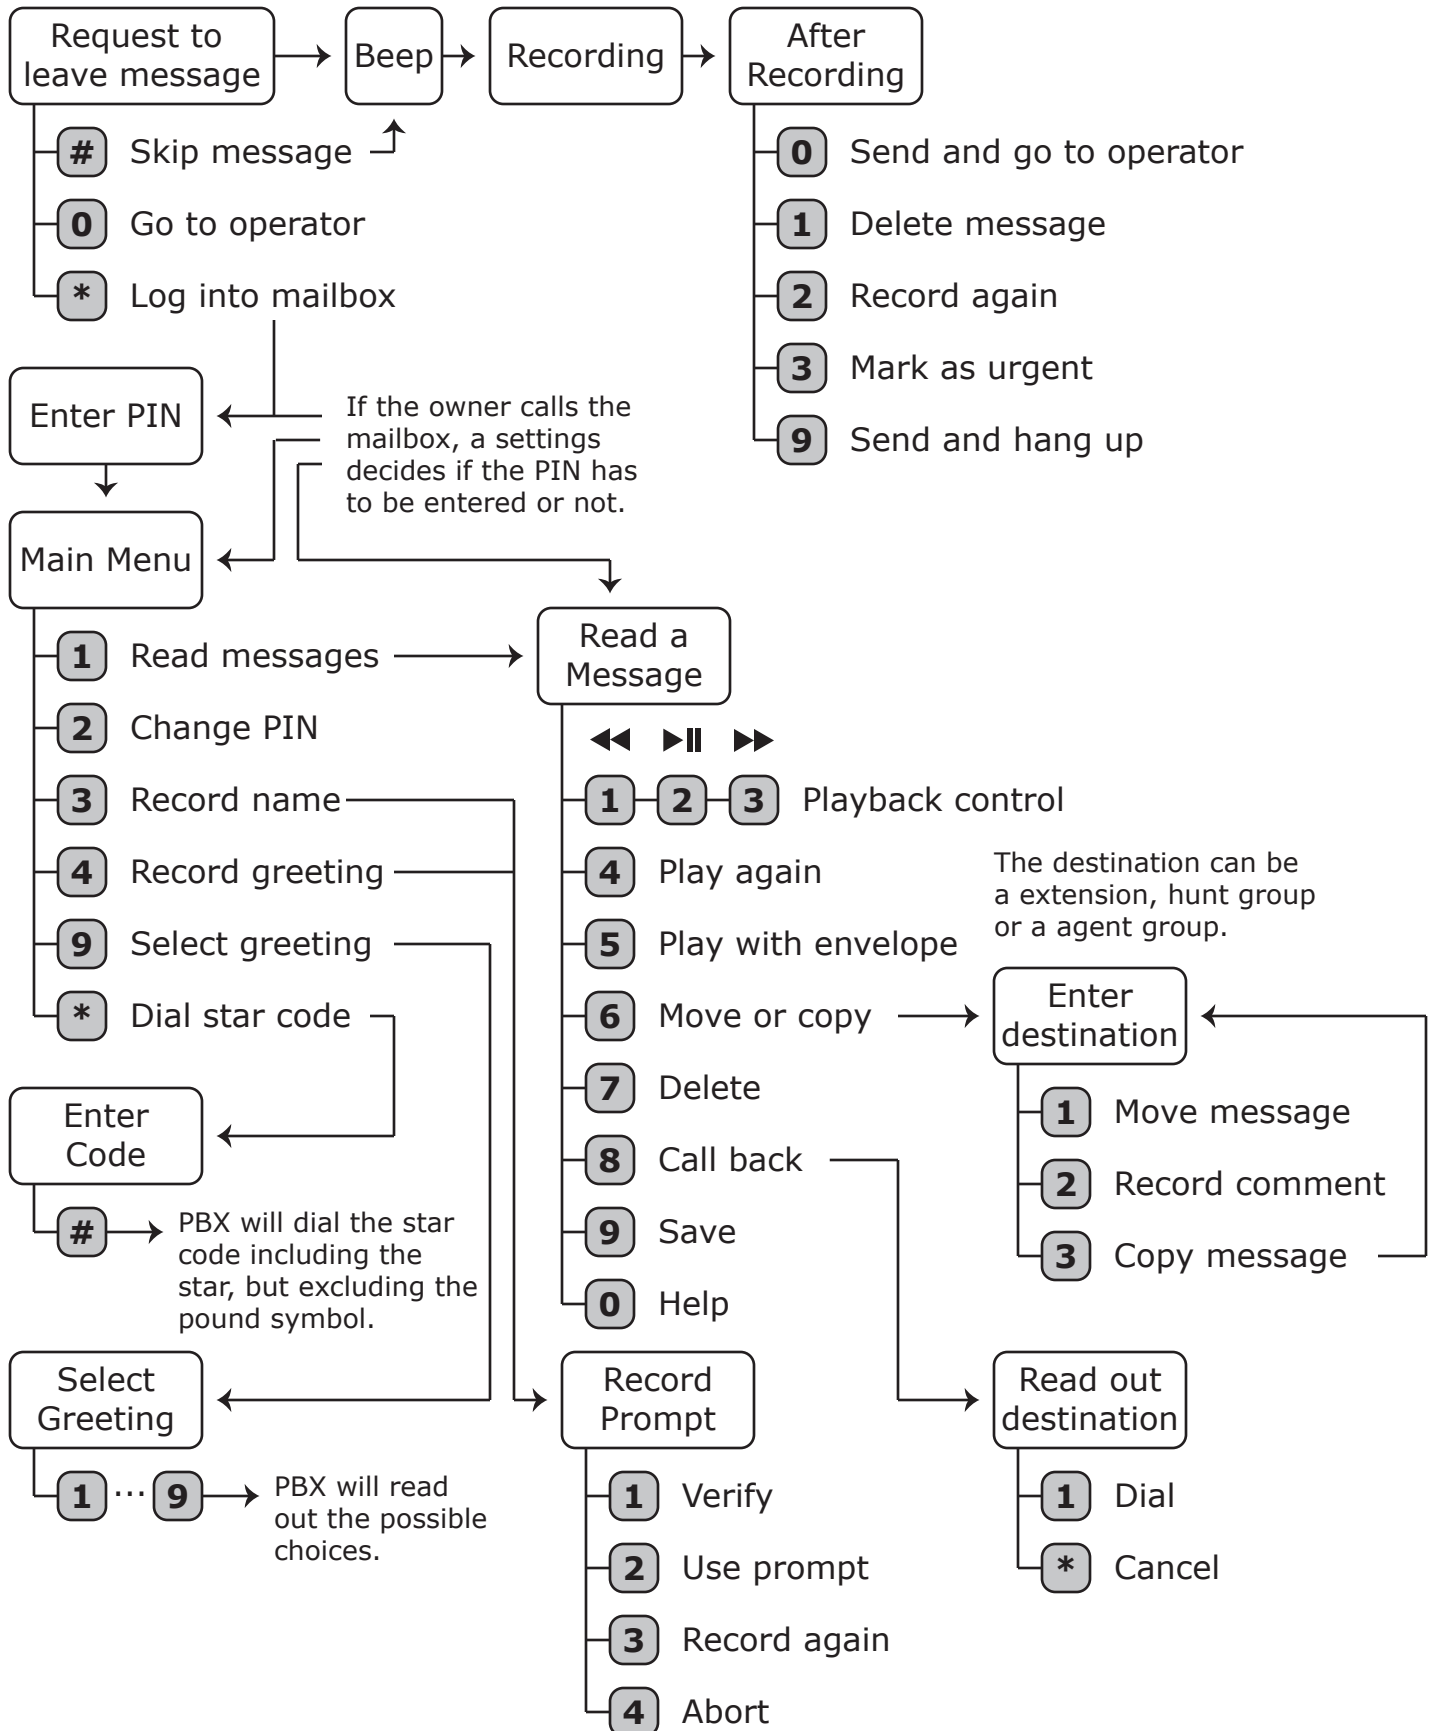 Request to
leave message
Beep
Recording
After
Recording
# Skip message
0 Go to operator
* Log into mailbox
0 Send and go to operator
1 Delete message
2 Record again
3 Mark as urgent
9 Send and hang up
Enter PIN
If the owner calls the
mailbox, a settings
decides if the PIN has
to be entered or not.
Main Menu
1 Read messages
2 Change PIN
3 Record name
4 Record greeting
9 Select greeting
* Dial star code
Read a
Message
1 2 3 Playback control
4 Play again
5 Play with envelope
6 Move or copy
7 Delete
8 Call back
9 Save
0 Help
The destination can be
a extension, hunt group
or a agent group.
Enter
destination
1 Move message
2 Record comment
3 Copy message
Enter
Code
# PBX will dial the star
code including the
star, but excluding the
pound symbol.
Select
Greeting
1 ... 9 PBX will read
out the possible
choices.
Record
Prompt
1 Verify
2 Use prompt
3 Record again
4 Abort
Read out
destination
1 Dial
* Cancel